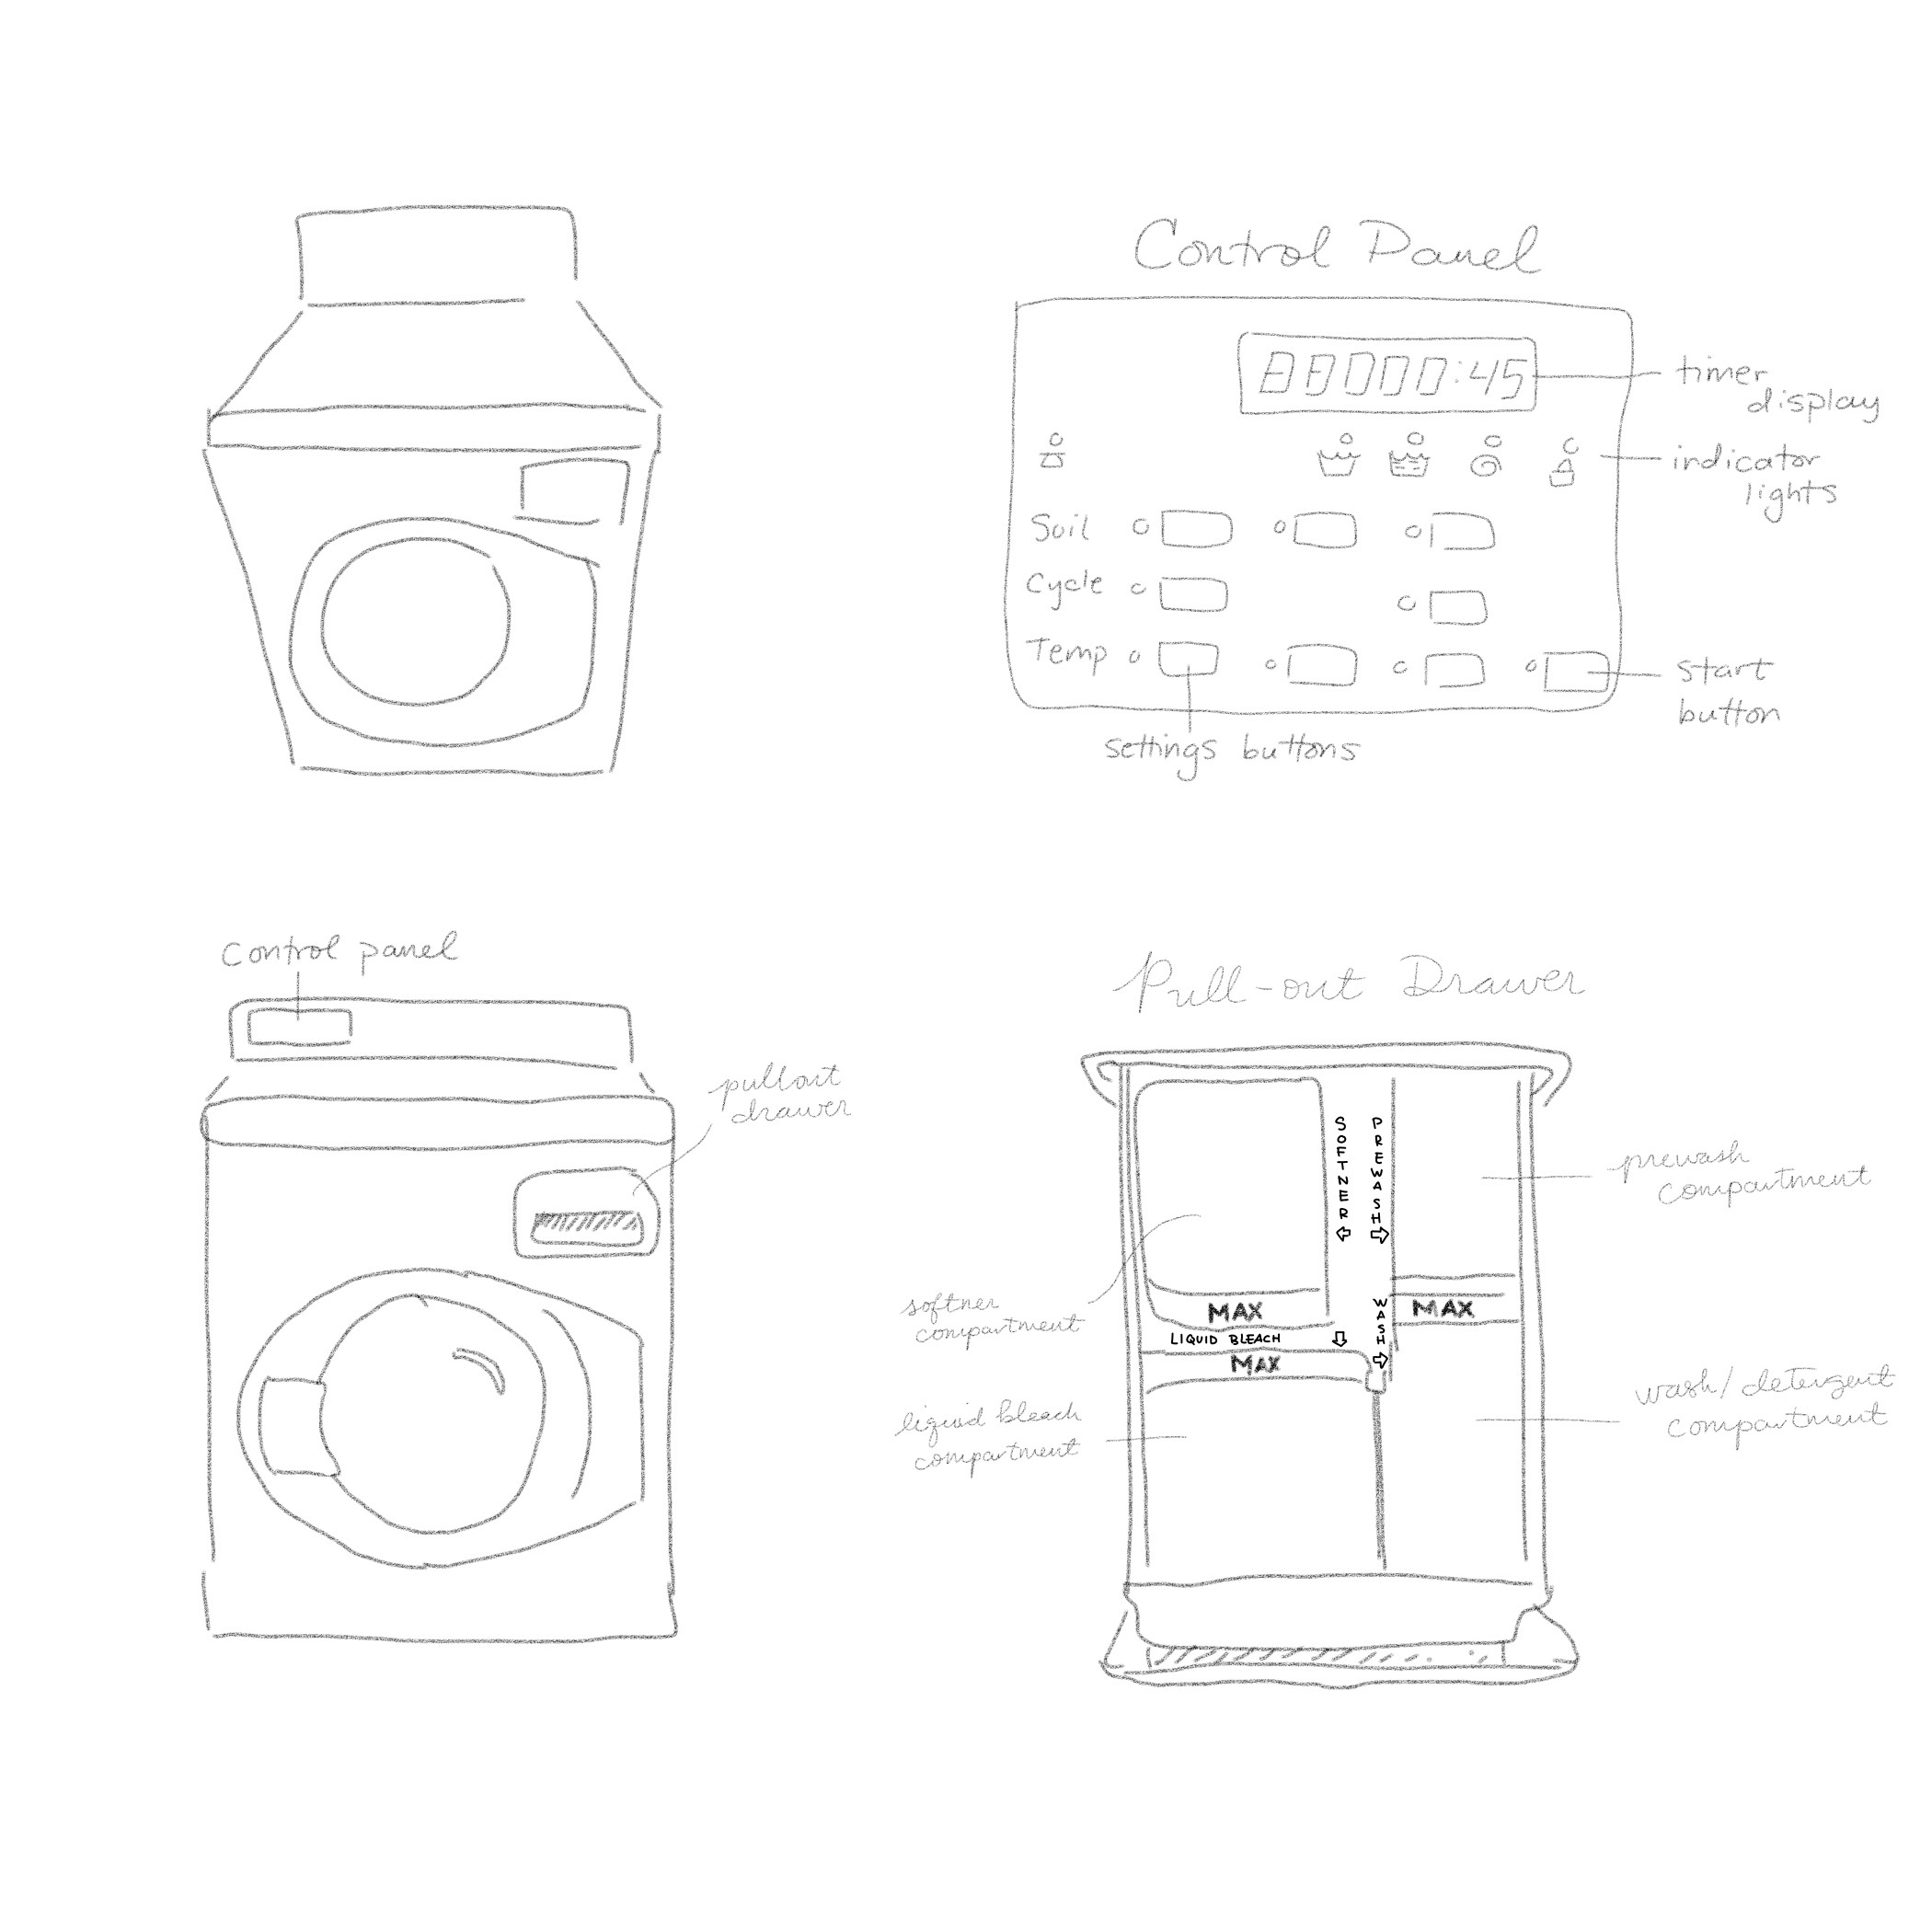 Control Panel
88000:45
timer
display
indicator
lights
Soil
Cycle
Temp
start
button
settings buttons
Control panel
pullout
drawer
Pull-out Drawer
SOFTNER
PREWASH
prewash
compartment
softner
compartment
MAX
WASH
MAX
LIQUID BLEACH
MAX
wash/detergent
compartment
liquid bleach
compartment